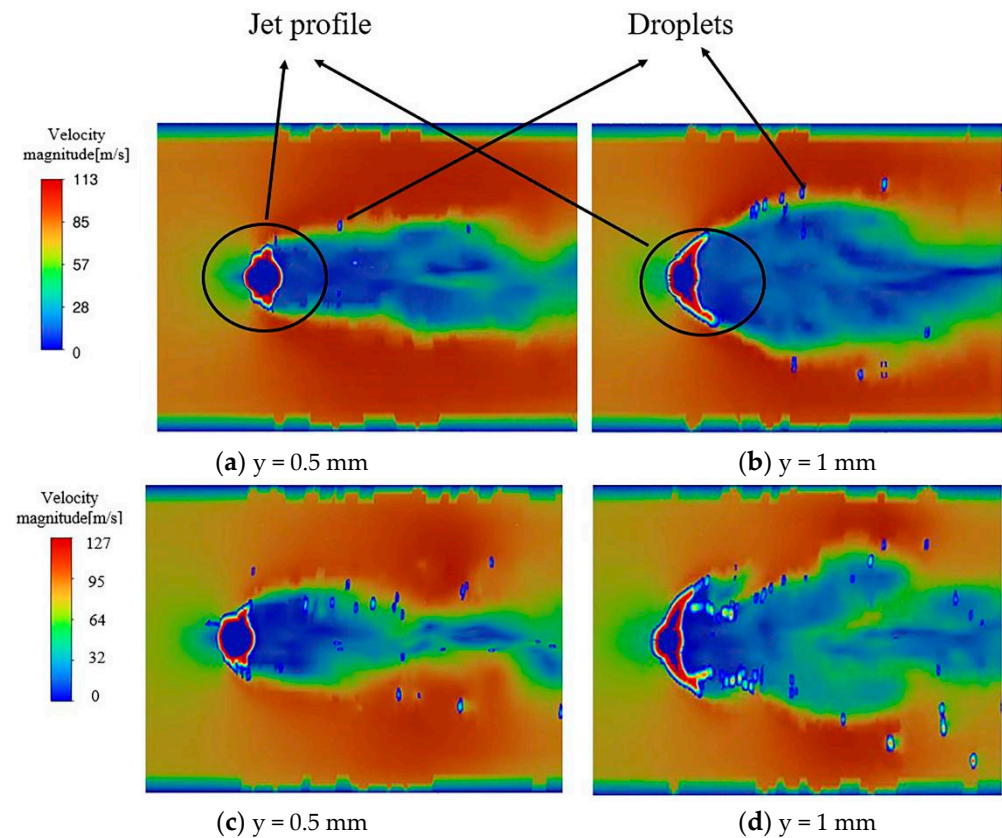 Jet profile
Droplets
Velocity
magnitude[m/s]
113
85
57
28
0
(a) y = 0.5 mm
(b) y = 1 mm
Velocity
magnitude[m/s]
127
95
64
32
0
(c) y = 0.5 mm
(d) y = 1 mm